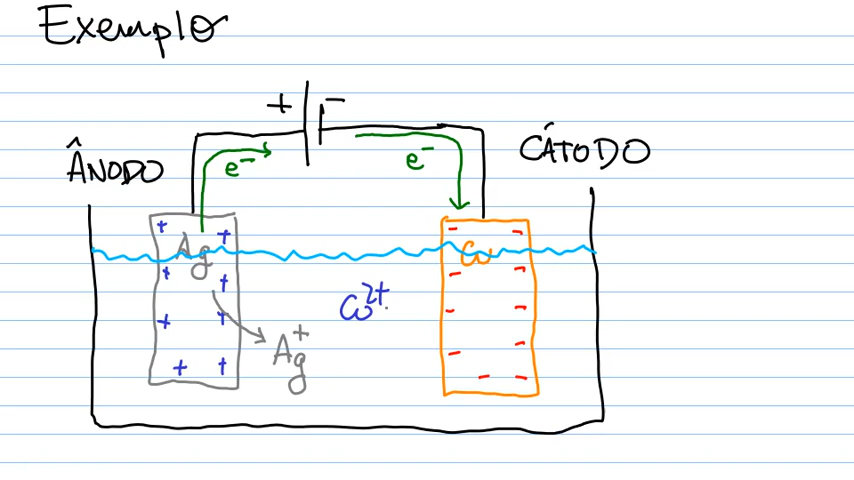 Exemplo
+ -
ÂNODO e⁻ e⁻ CÁTODO
Ag Cu
Cu²⁺
Ag⁺